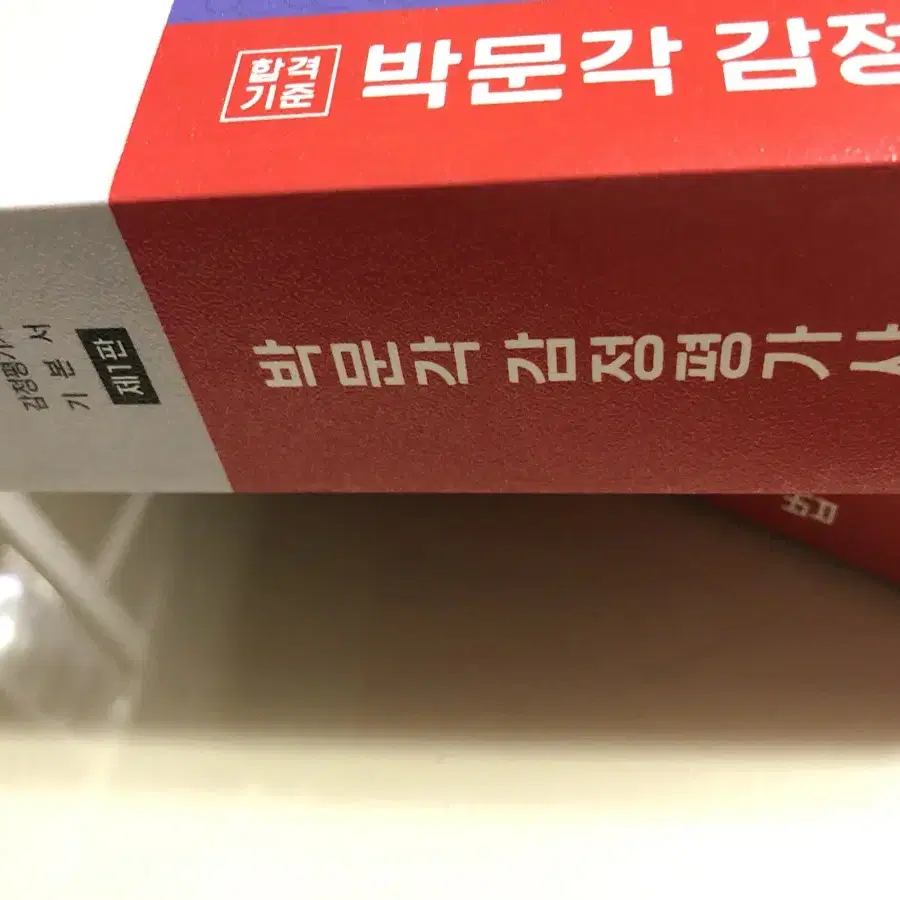 합격
기준
박문각 감정
감정평가
기본서
제1판
박문각 감정평가사